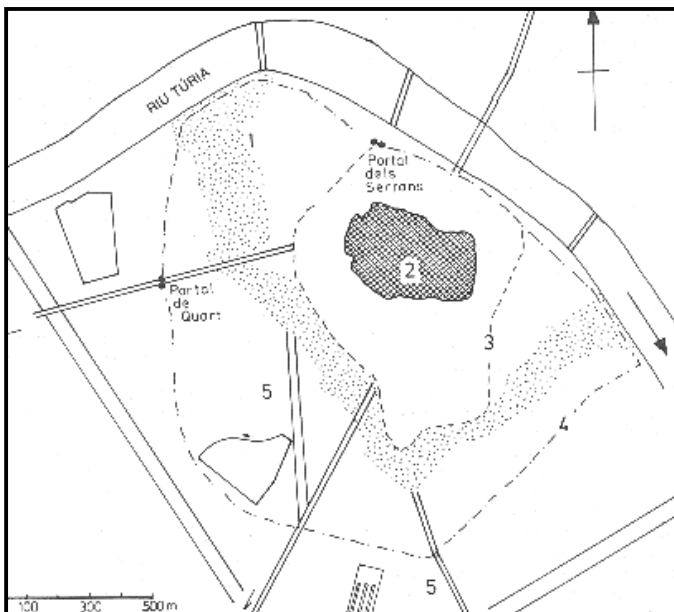 RIU TÚRIA
1
Portal
dels
Serrans
2
Portal
de
Quart
3
5
4
5
100 300 500m